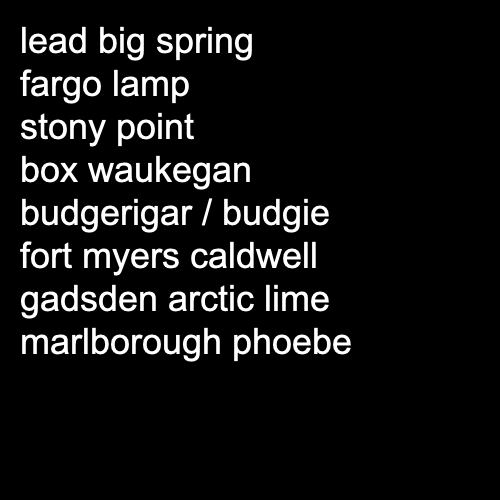 lead big spring
fargo lamp
stony point
box waukegan
budgerigar / budgie
fort myers caldwell
gadsden arctic lime
marlborough phoebe